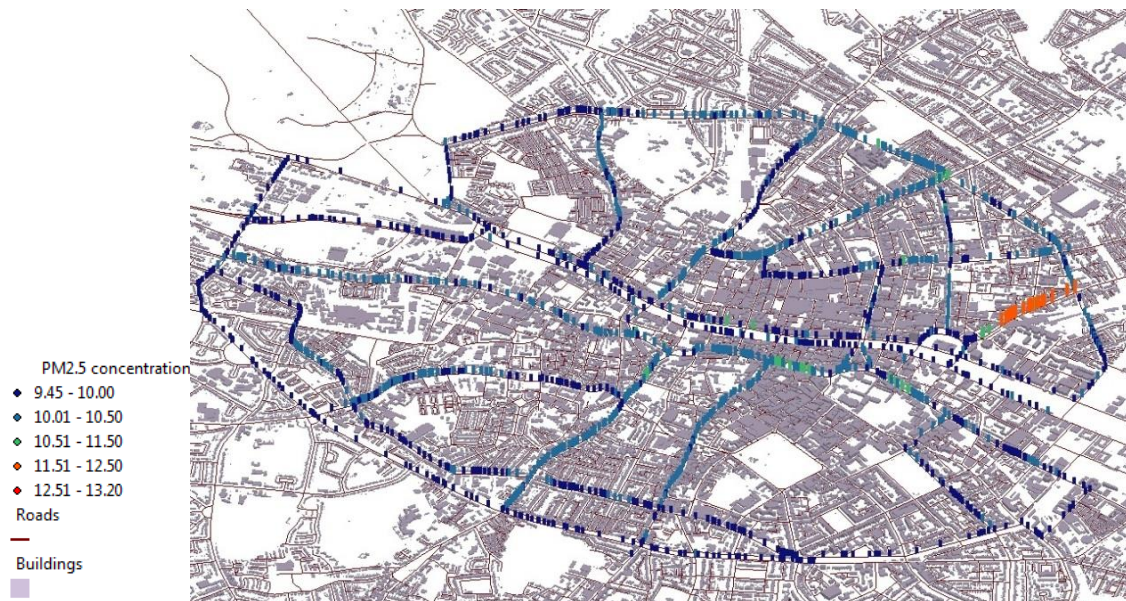 PM2.5 concentration
9.45 - 10.00
10.01 - 10.50
10.51 - 11.50
11.51 - 12.50
12.51 - 13.20
Roads
Buildings